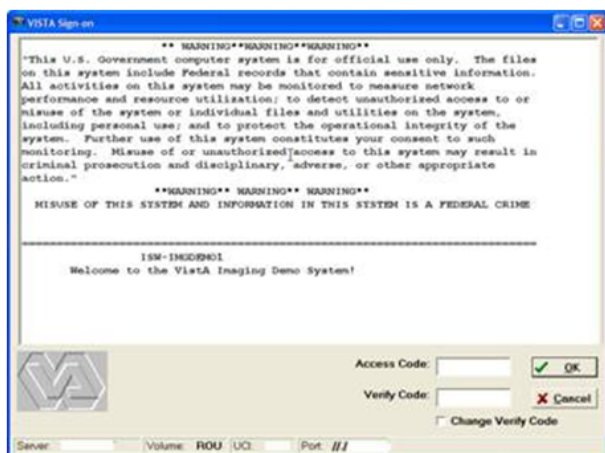 VISTA Sign-on
** WARNING**WARNING**WARNING**
"This U.S. Government computer system is for official use only.  The files
on this system include Federal records that contain sensitive information.
All activities on this system may be monitored to measure network
performance and resource utilization; to detect unauthorized access to or
misuse of the system or individual files and utilities on the system,
including personal use; and to protect the operational integrity of the
system.  Further use of this system constitutes your consent to such
monitoring.  Misuse of or unauthorized access to this system may result in
criminal prosecution and disciplinary, adverse, or other appropriate
action."
**WARNING** WARNING** WARNING**
MISUSE OF THIS SYSTEM AND INFORMATION IN THIS SYSTEM IS A FEDERAL CRIME
ISW-IMGDEMO1
Welcome to the VistA Imaging Demo System!
Access Code:
OK
Verify Code:
Cancel
Change Verify Code
Server: Volume: ROU UCI: Port: